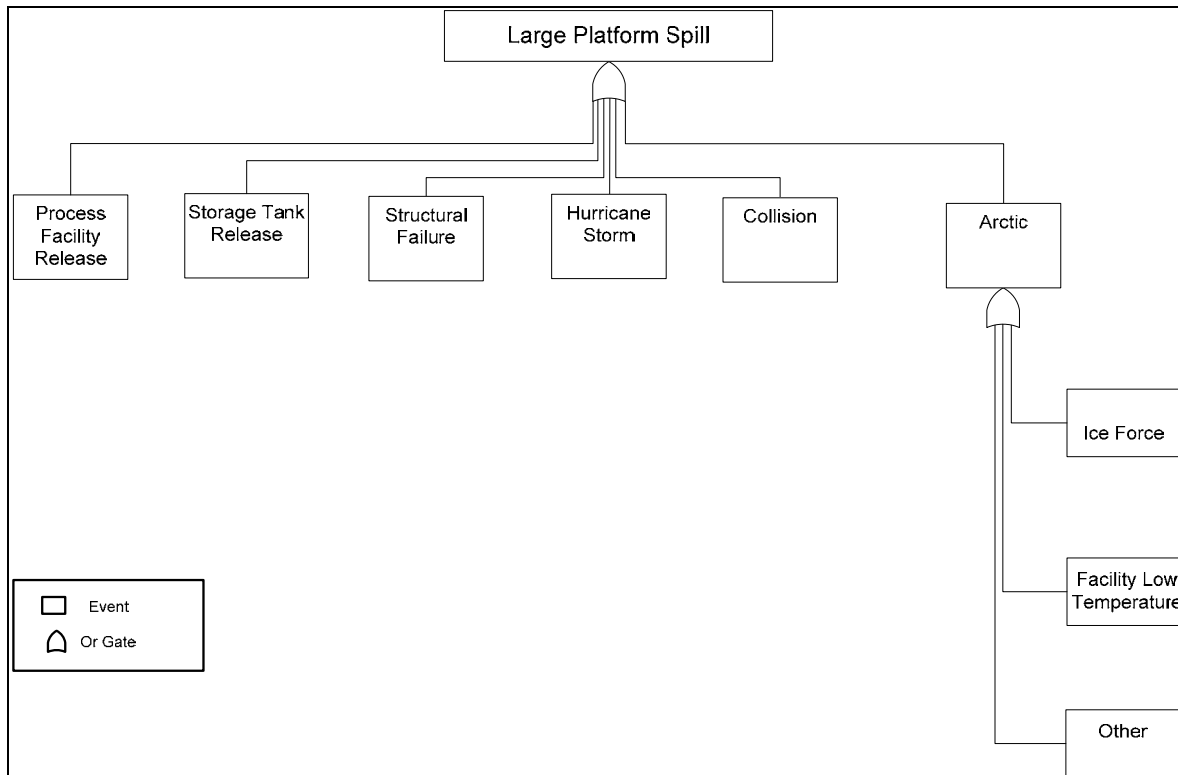 Large Platform Spill
Process
Facility
Release
Storage Tank
Release
Structural
Failure
Hurricane
Storm
Collision
Arctic
Ice Force
Facility Low
Temperature
Other
Event
Or Gate